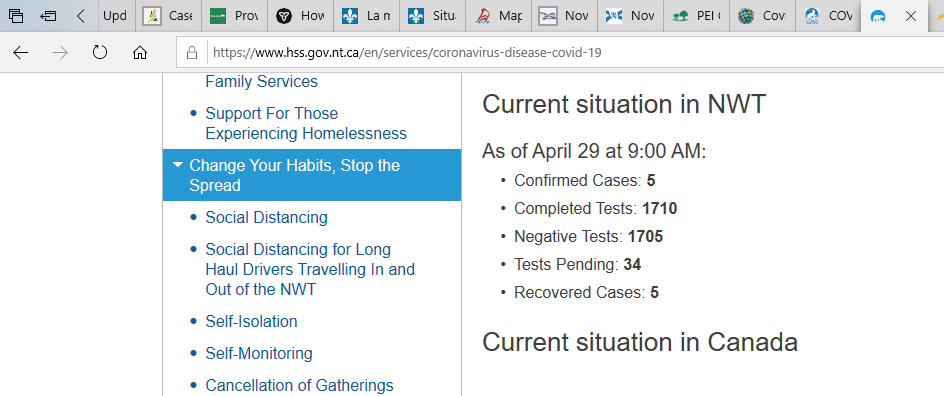 Upd
Case
Prov
How
La m
Situ
Map
Nov
Nov
PEI
Cov
COV
https://www.hss.gov.nt.ca/en/services/coronavirus-disease-covid-19
Family Services
• Support For Those
Experiencing Homelessness
Change Your Habits, Stop the
Spread
• Social Distancing
• Social Distancing for Long
Haul Drivers Travelling In and
Out of the NWT
• Self-Isolation
• Self-Monitoring
• Cancellation of Gatherings
Current situation in NWT
As of April 29 at 9:00 AM:
• Confirmed Cases: 5
• Completed Tests: 1710
• Negative Tests: 1705
• Tests Pending: 34
• Recovered Cases: 5
Current situation in Canada